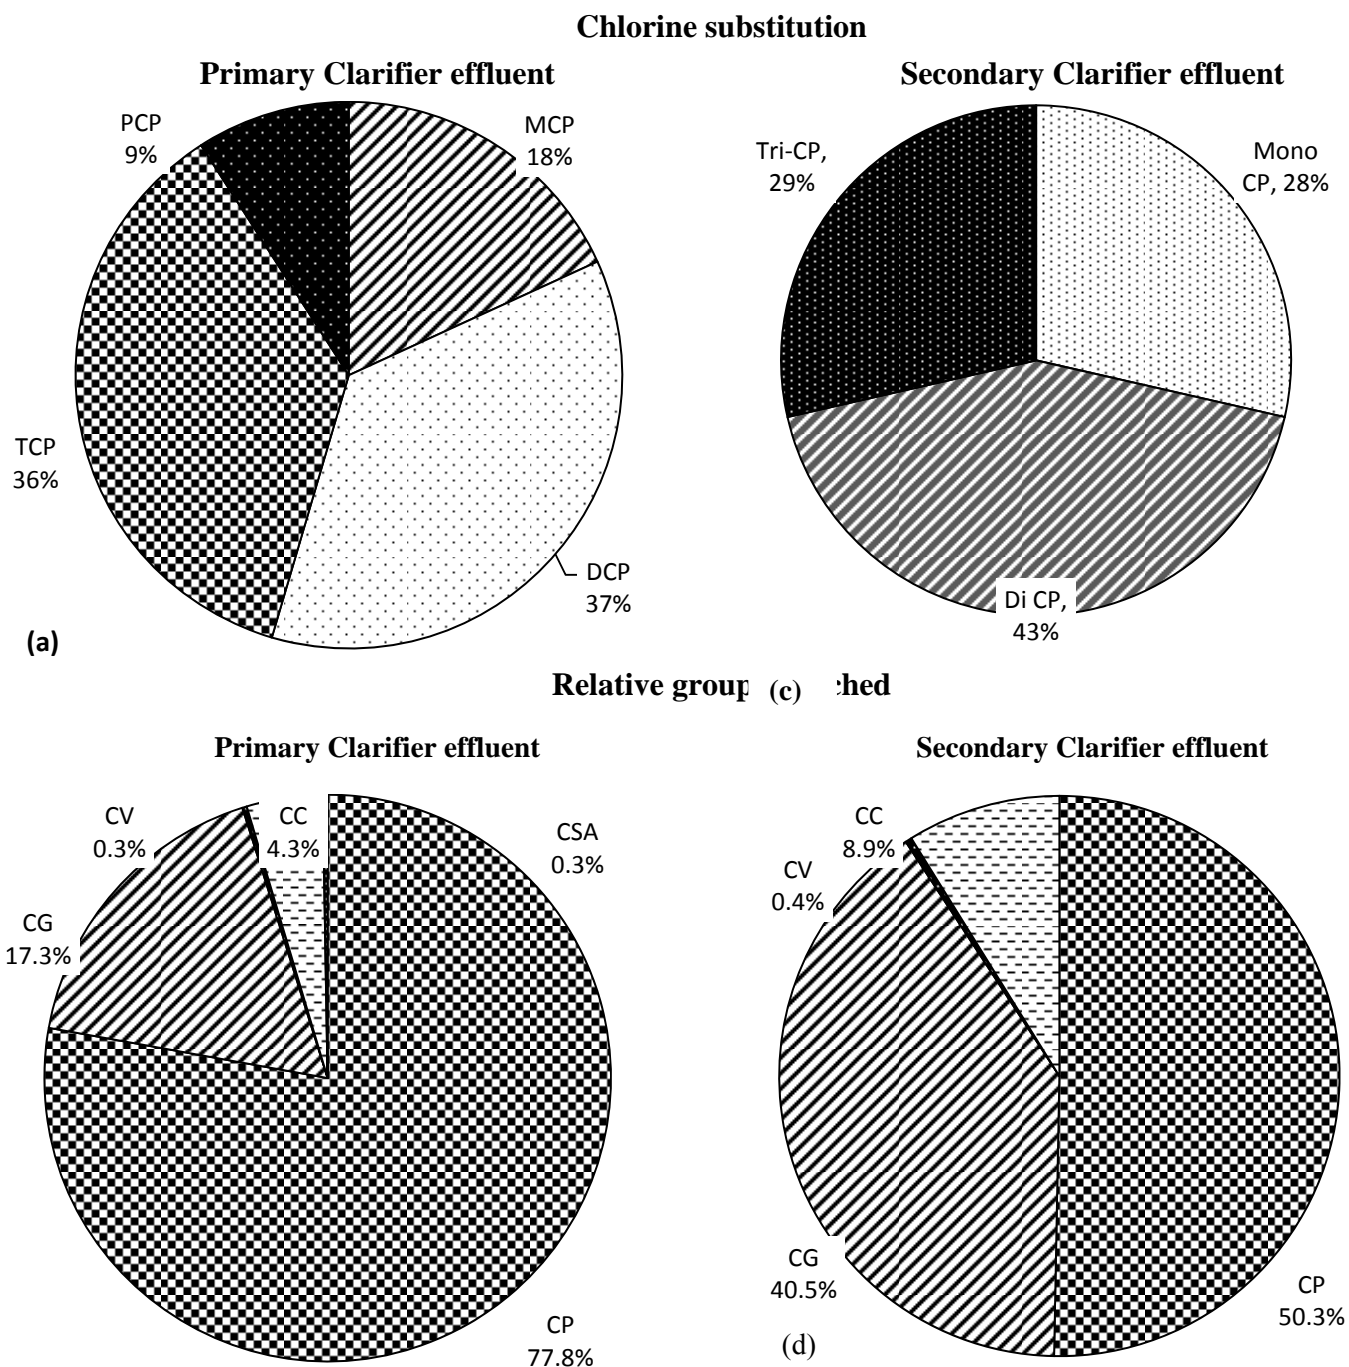 Chlorine substitution
Primary Clarifier effluent
Secondary Clarifier effluent
PCP
9%
MCP
18%
TCP
36%
DCP
37%
(a)
Tri-CP,
29%
Mono
CP, 28%
Di CP,
43%
Relative group
(c)
ched
Primary Clarifier effluent
Secondary Clarifier effluent
CV
0.3%
CC
4.3%
CSA
0.3%
CG
17.3%
CP
77.8%
CC
8.9%
CV
0.4%
CG
40.5%
CP
50.3%
(d)